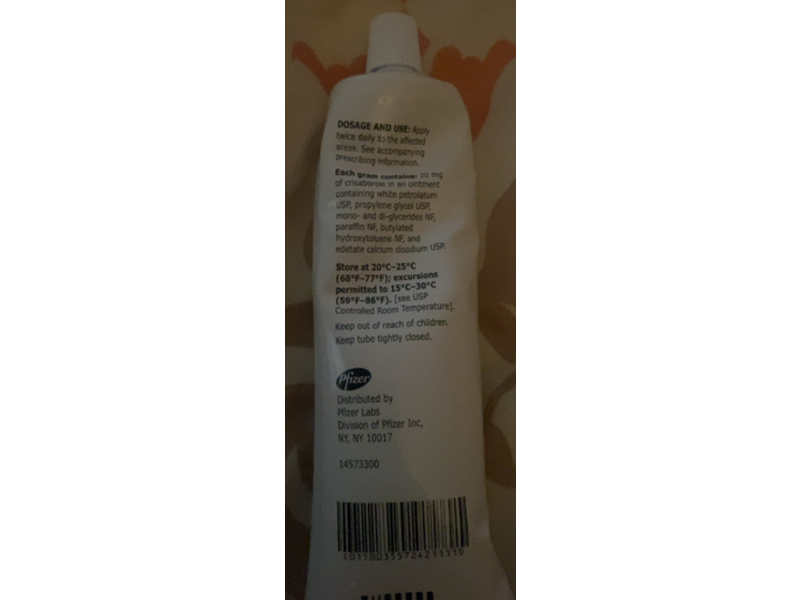 DOSAGE AND USE: Apply
twice daily to the affected
areas. See accompanying
prescribing information.
Each gram contains: 20 mg
of crisaborole in an ointment
containing white petrolatum
USP, propylene glycol USP,
mono- and di-glycerides NF,
paraffin NF, butylated
hydroxytoluene NF, and
edetate calcium disodium USP.
Store at 20°C–25°C
(68°F–77°F); excursions
permitted to 15°C–30°C
(59°F–86°F). [see USP
Controlled Room Temperature].
Keep out of reach of children.
Keep tube tightly closed.
Pfizer
Distributed by
Pfizer Labs
Division of Pfizer Inc,
NY, NY 10017
14573300